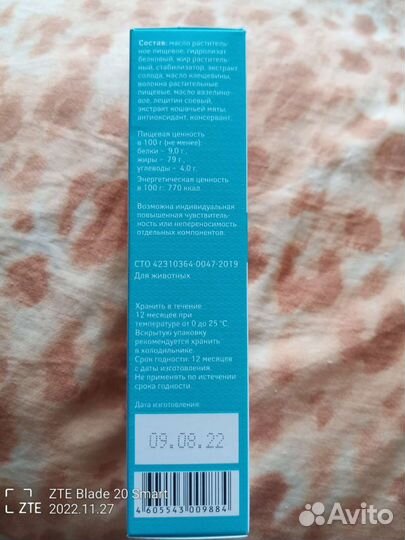 Состав: масло раститель-
ное пищевое, гидролизат
белковый, жир раститель-
ный, стабилизатор, экстракт
солода, масло клещевины,
волокна растительные
пищевые, масло вазелино-
вое, лецитин соевый,
экстракт кошачьей мяты,
антиоксидант, консервант.
Пищевая ценность
в 100 г (не менее):
белки - 9,0 г,
жиры - 79 г,
углеводы - 4,0 г.
Энергетическая ценность
в 100 г: 770 ккал.
Возможна индивидуальная
повышенная чувствитель-
ность или непереносимость
отдельных компонентов.
СТО 42310364-0047-2019
Для животных
Хранить в течение
12 месяцев при
температуре от 0 до 25 °С.
Вскрытую упаковку
рекомендуется хранить
в холодильнике.
Срок годности: 12 месяцев
с даты изготовления.
Не применять по истечении
срока годности.
Дата изготовления:
09.08.22
4 605543 009884
ZTE Blade 20 Smart
ZTE 2022.11.27
Avito